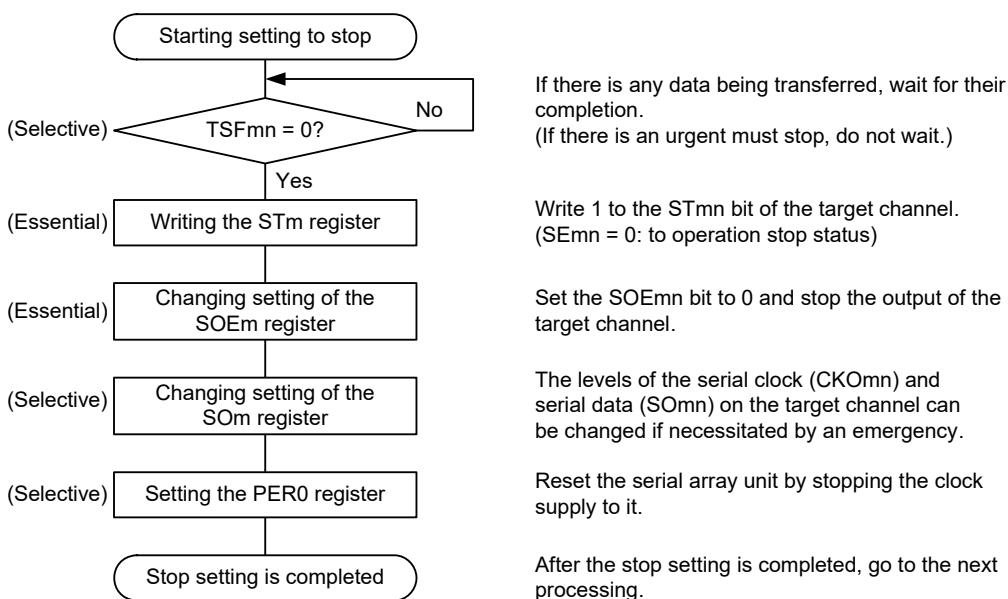 Starting setting to stop
(Selective)
TSFmn = 0?
No
Yes
If there is any data being transferred, wait for their
completion.
(If there is an urgent must stop, do not wait.)
(Essential)
Writing the STm register
Write 1 to the STmn bit of the target channel.
(SEmn = 0: to operation stop status)
(Essential)
Changing setting of the
SOEm register
Set the SOEmn bit to 0 and stop the output of the
target channel.
(Selective)
Changing setting of the
SOm register
The levels of the serial clock (CKOmn) and
serial data (SOmn) on the target channel can
be changed if necessitated by an emergency.
(Selective)
Setting the PER0 register
Reset the serial array unit by stopping the clock
supply to it.
Stop setting is completed
After the stop setting is completed, go to the next
processing.